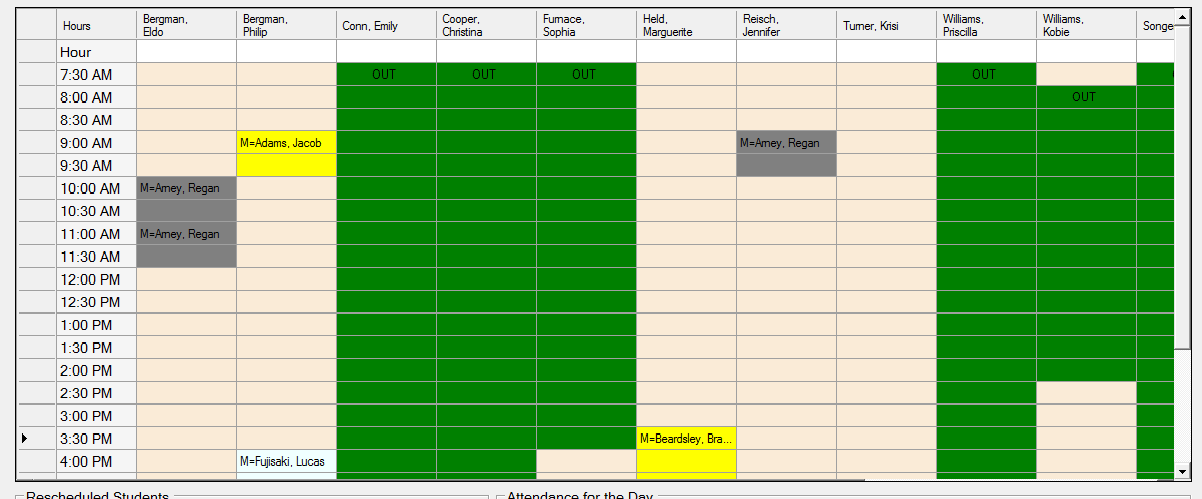 Hours Bergman, Eldo Bergman, Philip Conn, Emily Cooper, Christina Furnace, Sophia Held, Marguerite Reisch, Jennifer Turner, Krisi Williams, Priscilla Williams, Kobie Songe
Hour
7:30 AM OUT OUT OUT OUT
8:00 AM OUT
8:30 AM
9:00 AM M=Adams, Jacob M=Amey, Regan
9:30 AM
10:00 AM M=Amey, Regan
10:30 AM
11:00 AM M=Amey, Regan
11:30 AM
12:00 PM
12:30 PM
1:00 PM
1:30 PM
2:00 PM
2:30 PM
3:00 PM
3:30 PM M=Beardsley, Bra...
4:00 PM M=Fujisaki, Lucas
Rescheduled Students Attendance for the Day